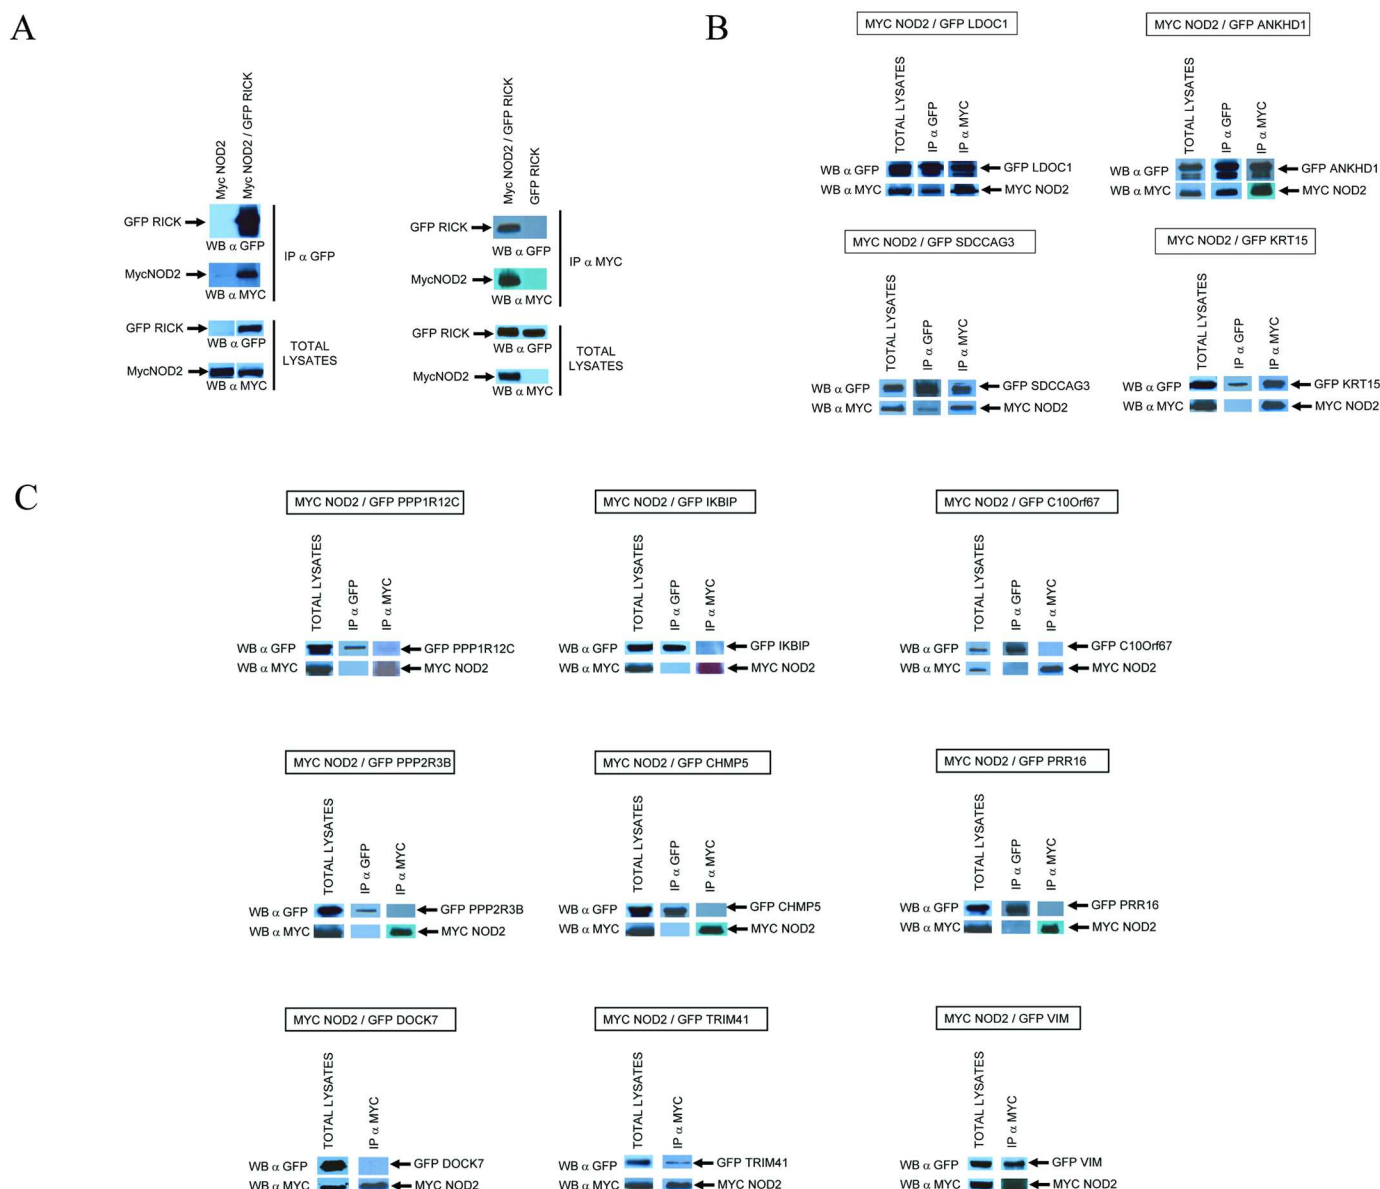 A
Myc NOD2
Myc NOD2 / GFP RICK
GFP RICK
WB α GFP
MycNOD2
WB α MYC
IP α GFP
GFP RICK
WB α GFP
MycNOD2
WB α MYC
TOTAL
LYSATES
Myc NOD2 / GFP RICK
GFP RICK
GFP RICK
WB α GFP
MycNOD2
WB α MYC
IP α MYC
GFP RICK
WB α GFP
MycNOD2
WB α MYC
TOTAL
LYSATES
B
MYC NOD2 / GFP LDOC1
TOTAL LYSATES
IP α GFP
IP α MYC
WB α GFP
GFP LDOC1
WB α MYC
MYC NOD2
MYC NOD2 / GFP ANKHD1
TOTAL LYSATES
IP α GFP
IP α MYC
WB α GFP
GFP ANKHD1
WB α MYC
MYC NOD2
MYC NOD2 / GFP SDCCAG3
TOTAL LYSATES
IP α GFP
IP α MYC
WB α GFP
GFP SDCCAG3
WB α MYC
MYC NOD2
MYC NOD2 / GFP KRT15
TOTAL LYSATES
IP α GFP
IP α MYC
WB α GFP
GFP KRT15
WB α MYC
MYC NOD2
C
MYC NOD2 / GFP PPP1R12C
TOTAL LYSATES
IP α GFP
IP α MYC
WB α GFP
GFP PPP1R12C
WB α MYC
MYC NOD2
MYC NOD2 / GFP IKBIP
TOTAL LYSATES
IP α GFP
IP α MYC
WB α GFP
GFP IKBIP
WB α MYC
MYC NOD2
MYC NOD2 / GFP C10Orf67
TOTAL LYSATES
IP α GFP
IP α MYC
WB α GFP
GFP C10Orf67
WB α MYC
MYC NOD2
MYC NOD2 / GFP PPP2R3B
TOTAL LYSATES
IP α GFP
IP α MYC
WB α GFP
GFP PPP2R3B
WB α MYC
MYC NOD2
MYC NOD2 / GFP CHMP5
TOTAL LYSATES
IP α GFP
IP α MYC
WB α GFP
GFP CHMP5
WB α MYC
MYC NOD2
MYC NOD2 / GFP PRR16
TOTAL LYSATES
IP α GFP
IP α MYC
WB α GFP
GFP PRR16
WB α MYC
MYC NOD2
MYC NOD2 / GFP DOCK7
TOTAL LYSATES
IP α MYC
WB α GFP
GFP DOCK7
WB α MYC
MYC NOD2
MYC NOD2 / GFP TRIM41
TOTAL LYSATES
IP α MYC
WB α GFP
GFP TRIM41
WB α MYC
MYC NOD2
MYC NOD2 / GFP VIM
TOTAL LYSATES
IP α MYC
WB α GFP
GFP VIM
WB α MYC
MYC NOD2